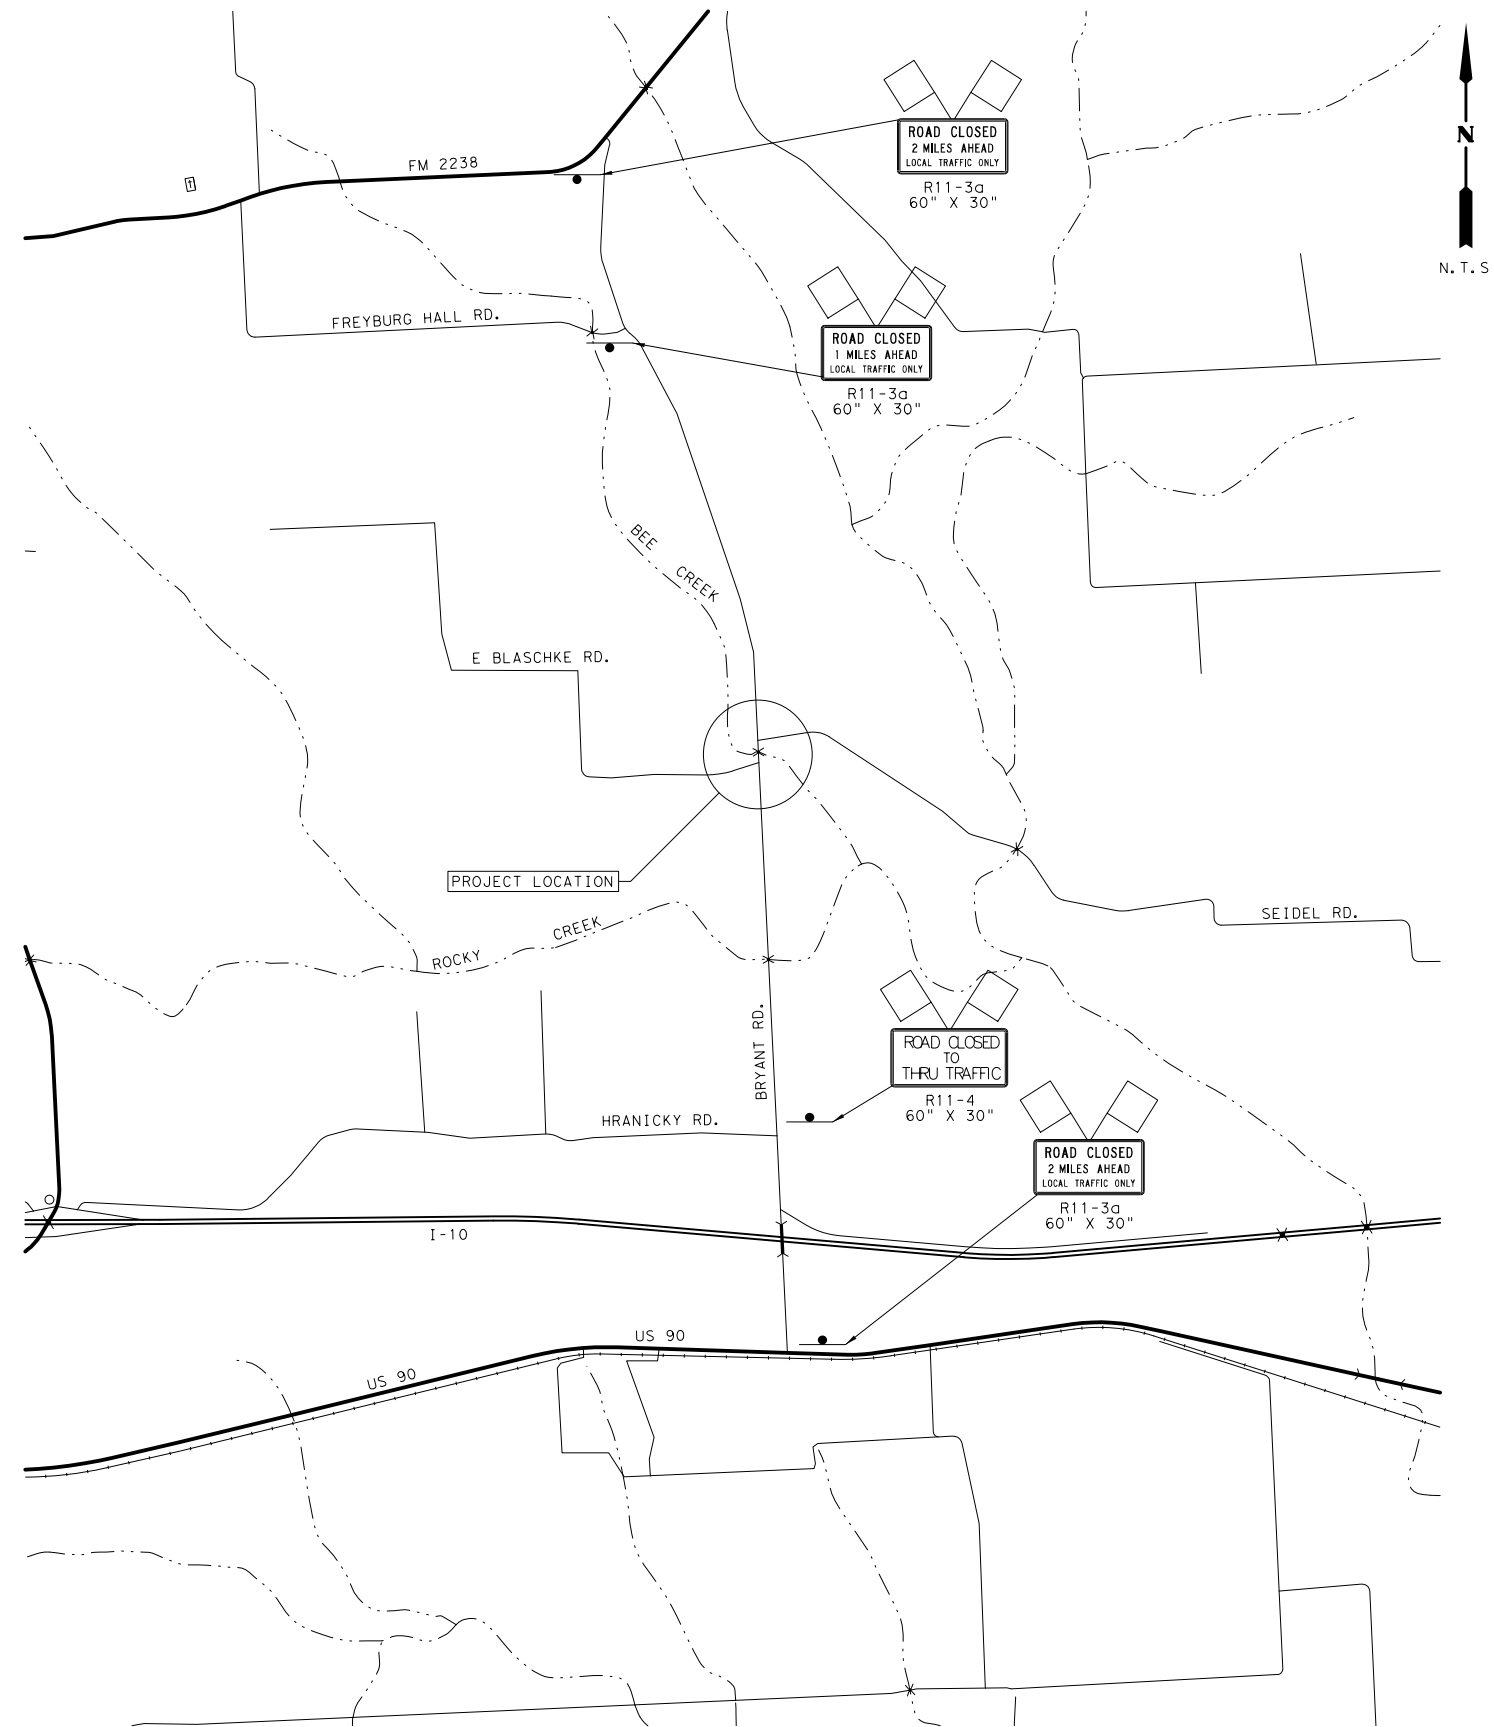 ROAD CLOSED
2 MILES AHEAD
LOCAL TRAFFIC ONLY
R11-3a
60" X 30"
N
N.T.S
FM 2238
FREYBURG HALL RD.
ROAD CLOSED
1 MILES AHEAD
LOCAL TRAFFIC ONLY
R11-3a
60" X 30"
BEE CREEK
E BLASCHKE RD.
PROJECT LOCATION
SEIDEL RD.
ROCKY CREEK
BRYANT RD.
ROAD CLOSED
TO
THRU TRAFFIC
R11-4
60" X 30"
HRANICKY RD.
ROAD CLOSED
2 MILES AHEAD
LOCAL TRAFFIC ONLY
R11-3a
60" X 30"
I-10
US 90
US 90